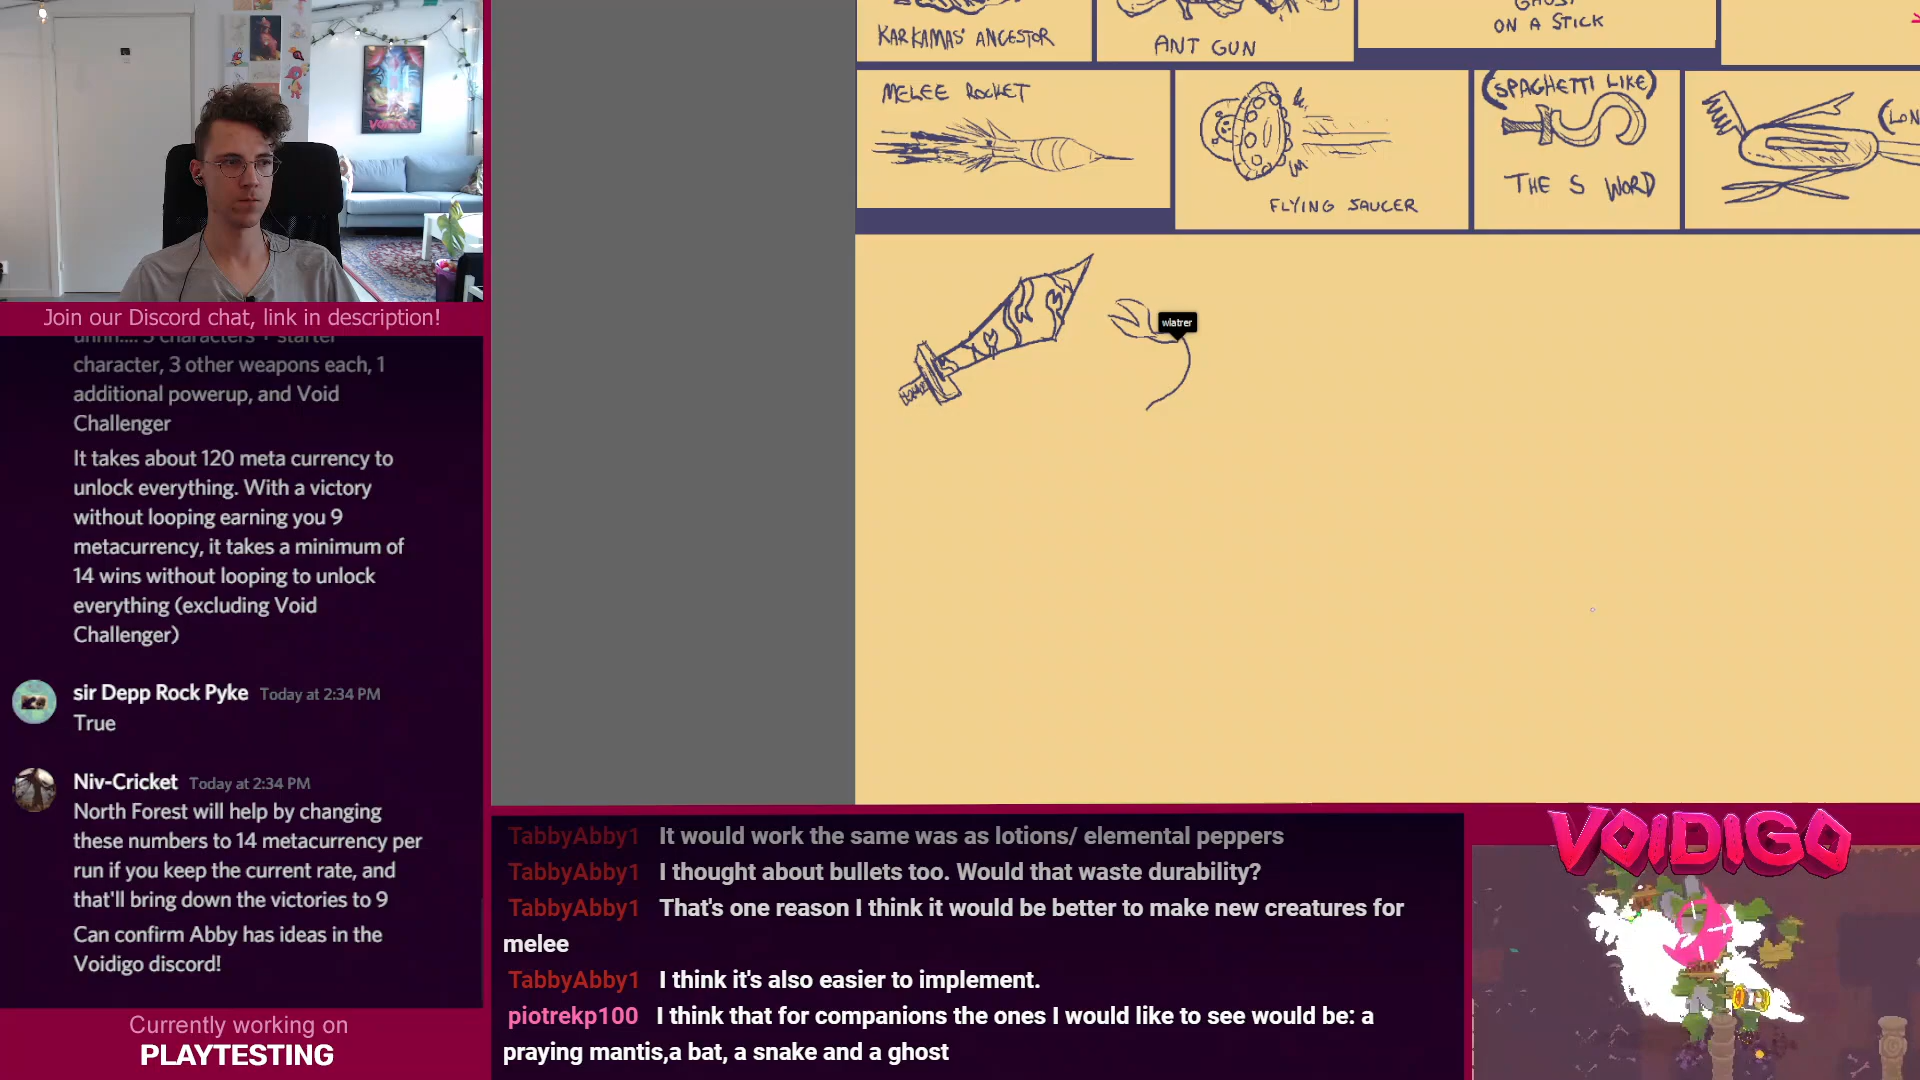 Join our Discord chat, link in description!
character, 3 other weapons each, 1
additional powerup, and Void
Challenger
It takes about 120 meta currency to
unlock everything. With a victory
without looping earning you 9
metacurrency, it takes a minimum of
14 wins without looping to unlock
everything (excluding Void
Challenger)
sir Depp Rock Pyke Today at 2:34 PM
True
Niv-Cricket Today at 2:34 PM
North Forest will help by changing
these numbers to 14 metacurrency per
run if you keep the current rate, and
that'll bring down the victories to 9
Can confirm Abby has ideas in the
Voidigo discord!
Currently working on
PLAYTESTING
KARKAMAS' ANCESTOR
ANT GUN
GHOST
ON A STICK
MELEE ROCKET
FLYING SAUCER
(SPAGHETTI LIKE)
THE S WORD
(LON
wlatrer
TabbyAbby1 It would work the same was as lotions/ elemental peppers
TabbyAbby1 I thought about bullets too. Would that waste durability?
TabbyAbby1 That's one reason I think it would be better to make new creatures for
melee
TabbyAbby1 I think it's also easier to implement.
piotrekp100 I think that for companions the ones I would like to see would be: a
praying mantis,a bat, a snake and a ghost
VOIDIGO